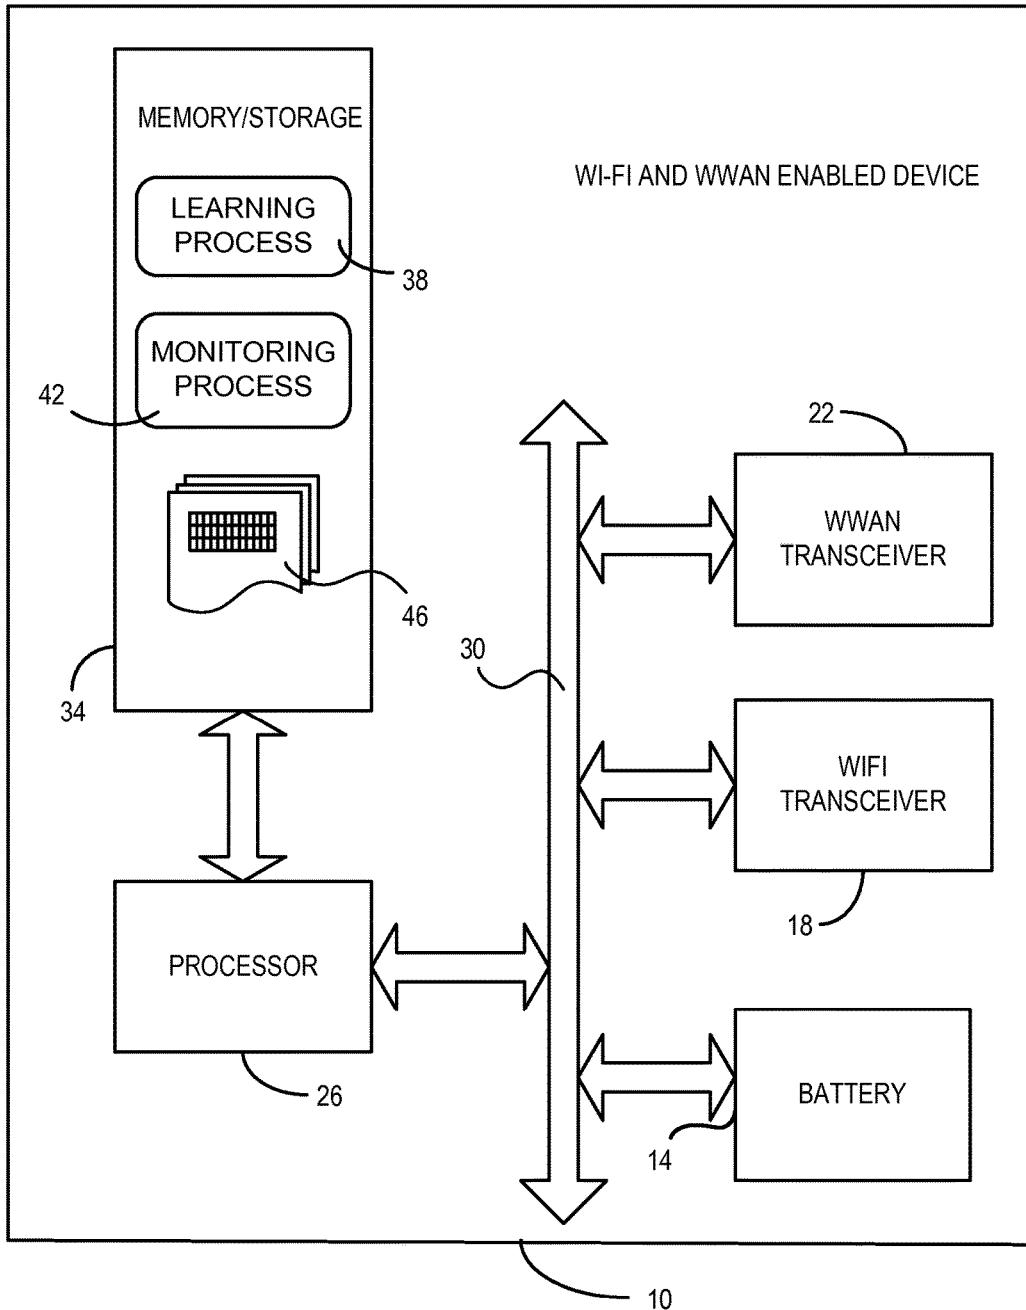 MEMORY/STORAGE
WI-FI AND WWAN ENABLED DEVICE
LEARNING
PROCESS
38
MONITORING
PROCESS
42
22
WWAN
TRANSCEIVER
46
30
34
WIFI
TRANSCEIVER
18
PROCESSOR
26
BATTERY
14
10